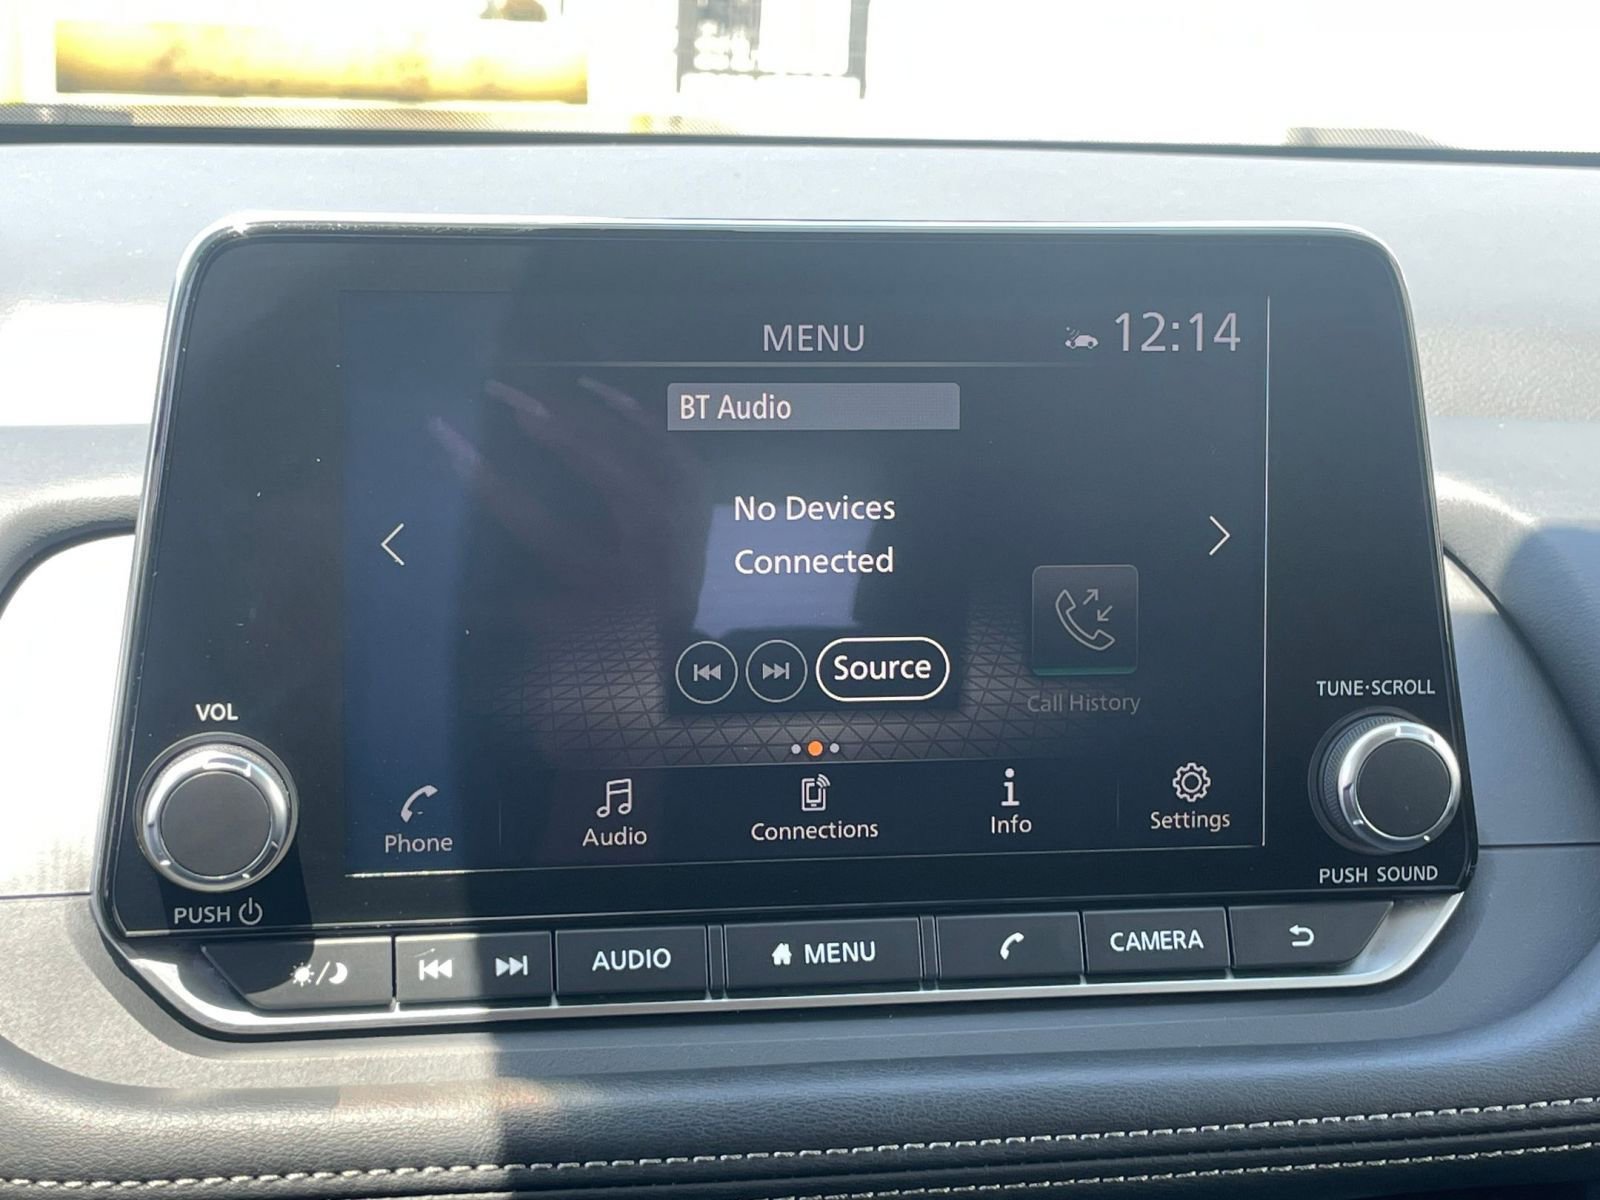 MENU
12:14
BT Audio
No Devices
Connected
Source
Call History
Phone
Audio
Connections
Info
Settings
VOL
PUSH
TUNE·SCROLL
PUSH SOUND
AUDIO
MENU
CAMERA